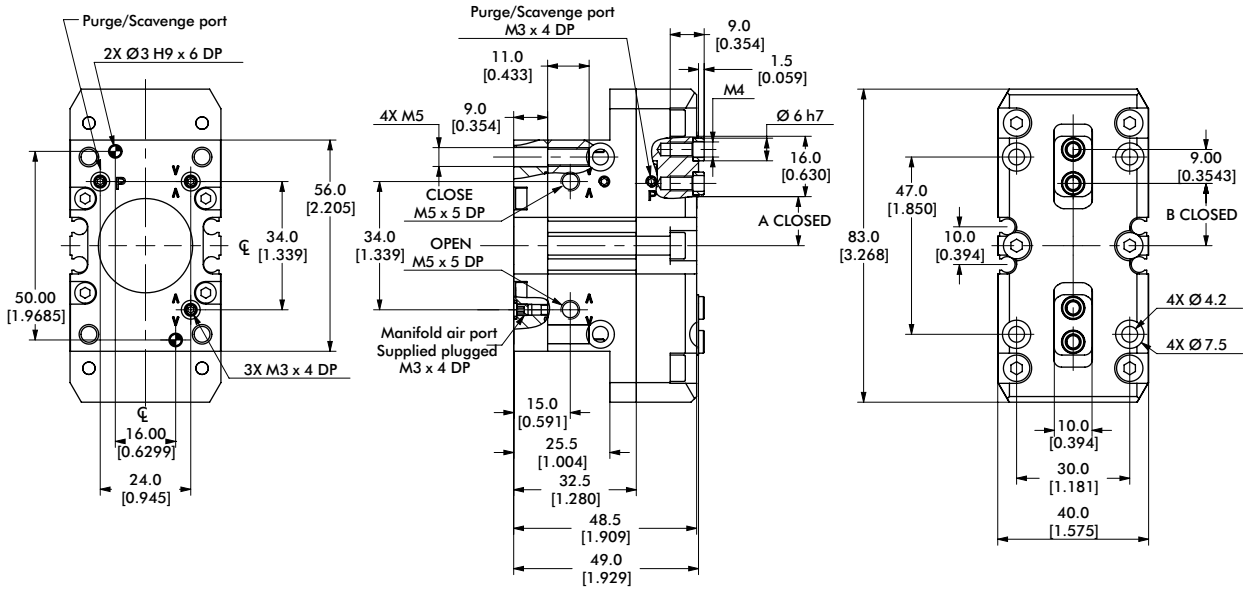 Purge/Scavenge port
2X Ø3 H9 x 6 DP
P
V
Λ
56.0
[2.205]
34.0
[1.339]
℄
50.00
[1.9685]
Λ
V
3X M3 x 4 DP
℄
16.00
[0.6299]
24.0
[0.945]
Purge/Scavenge port
M3 x 4 DP
9.0
[0.354]
11.0
[0.433]
1.5
[0.059]
M4
9.0
[0.354]
4X M5
Ø 6 h7
16.0
[0.630]
V
Λ
P
CLOSE
M5 x 5 DP
A CLOSED
34.0
[1.339]
OPEN
M5 x 5 DP
Λ
V
Manifold air port
Supplied plugged
M3 x 4 DP
15.0
[0.591]
25.5
[1.004]
32.5
[1.280]
48.5
[1.909]
49.0
[1.929]
9.00
[0.3543]
47.0
[1.850]
B CLOSED
83.0
[3.268]
10.0
[0.394]
4X Ø 4.2
4X Ø 7.5
10.0
[0.394]
30.0
[1.181]
40.0
[1.575]